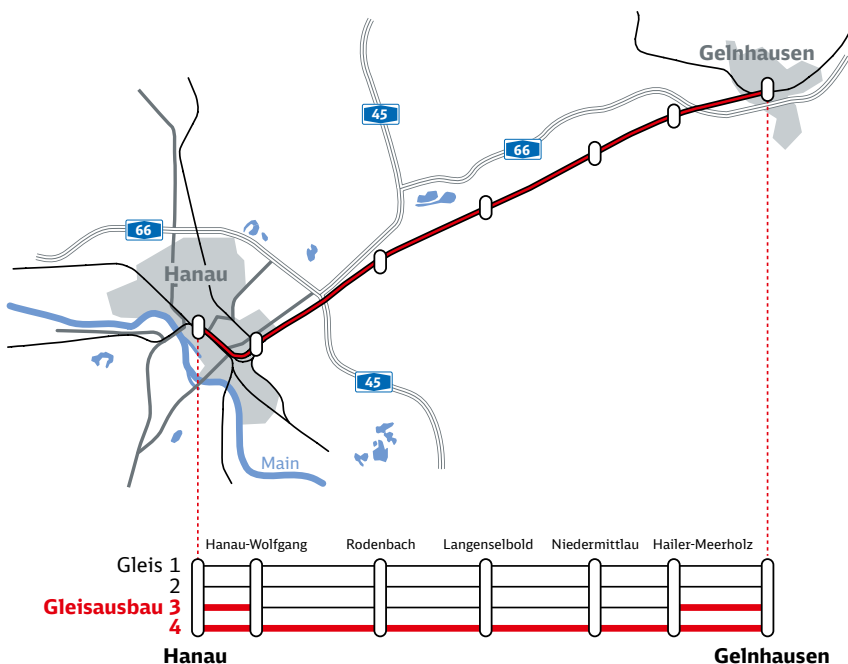 Gelnhausen
45
66
66
Hanau
45
Main
Hanau-Wolfgang
Rodenbach
Langenselbold
Niedermittlau
Hailer-Meerholz
Gleis 1
2
Gleisausbau 3
4
Hanau
Gelnhausen